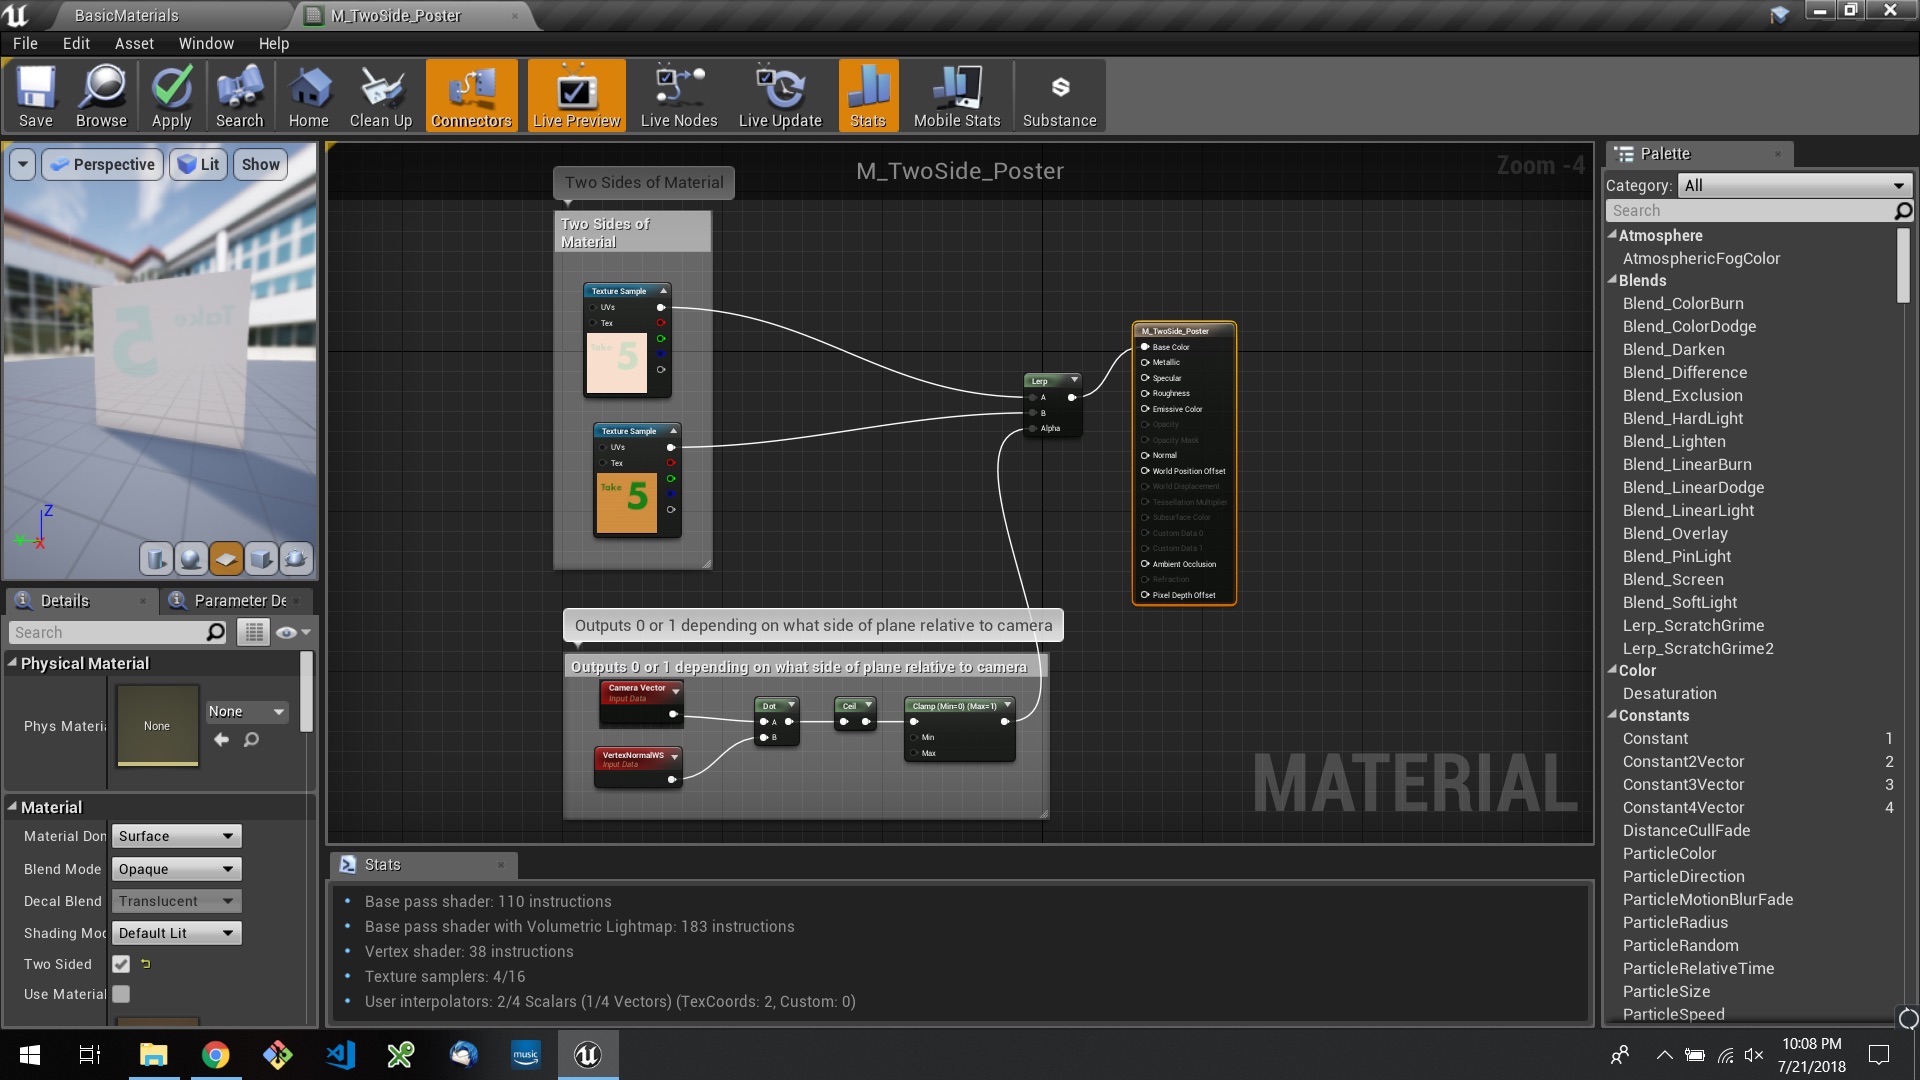 BasicMaterials
M_TwoSide_Poster
File Edit Asset Window Help
Save Browse Apply Search Home Clean Up Connectors Live Preview Live Nodes Live Update Stats Mobile Stats Substance
Perspective Lit Show
Take
5
Z
Y
X
Two Sides of Material
M_TwoSide_Poster
Zoom -4
Two Sides of
Material
Texture Sample
UVs
Tex
Take 5
Texture Sample
UVs
Tex
Take 5
Lerp
A
B
Alpha
M_TwoSide_Poster
Base Color
Metallic
Specular
Roughness
Emissive Color
Opacity
Opacity Mask
Normal
World Position Offset
World Displacement
Tessellation Multiplier
Subsurface Color
Custom Data 0
Custom Data 1
Ambient Occlusion
Refraction
Pixel Depth Offset
Outputs 0 or 1 depending on what side of plane relative to camera
Outputs 0 or 1 depending on what side of plane relative to camera
Camera Vector
Input Data
VertexNormalWS
Input Data
Dot
A
B
Ceil
Clamp (Min=0) (Max=1)
Min
Max
MATERIAL
Details
Parameter De
Search
Physical Material
Phys Materi
None
None
Material
Material Dom Surface
Blend Mode Opaque
Decal Blend Translucent
Shading Mod Default Lit
Two Sided
Use Material
Stats
Base pass shader: 110 instructions
Base pass shader with Volumetric Lightmap: 183 instructions
Vertex shader: 38 instructions
Texture samplers: 4/16
User interpolators: 2/4 Scalars (1/4 Vectors) (TexCoords: 2, Custom: 0)
Palette
Category: All
Search
Atmosphere
AtmosphericFogColor
Blends
Blend_ColorBurn
Blend_ColorDodge
Blend_Darken
Blend_Difference
Blend_Exclusion
Blend_HardLight
Blend_Lighten
Blend_LinearBurn
Blend_LinearDodge
Blend_LinearLight
Blend_Overlay
Blend_PinLight
Blend_Screen
Blend_SoftLight
Lerp_ScratchGrime
Lerp_ScratchGrime2
Color
Desaturation
Constants
Constant 1
Constant2Vector 2
Constant3Vector 3
Constant4Vector 4
DistanceCullFade
ParticleColor
ParticleDirection
ParticleMotionBlurFade
ParticleRadius
ParticleRandom
ParticleRelativeTime
ParticleSize
ParticleSpeed
music
10:08 PM
7/21/2018